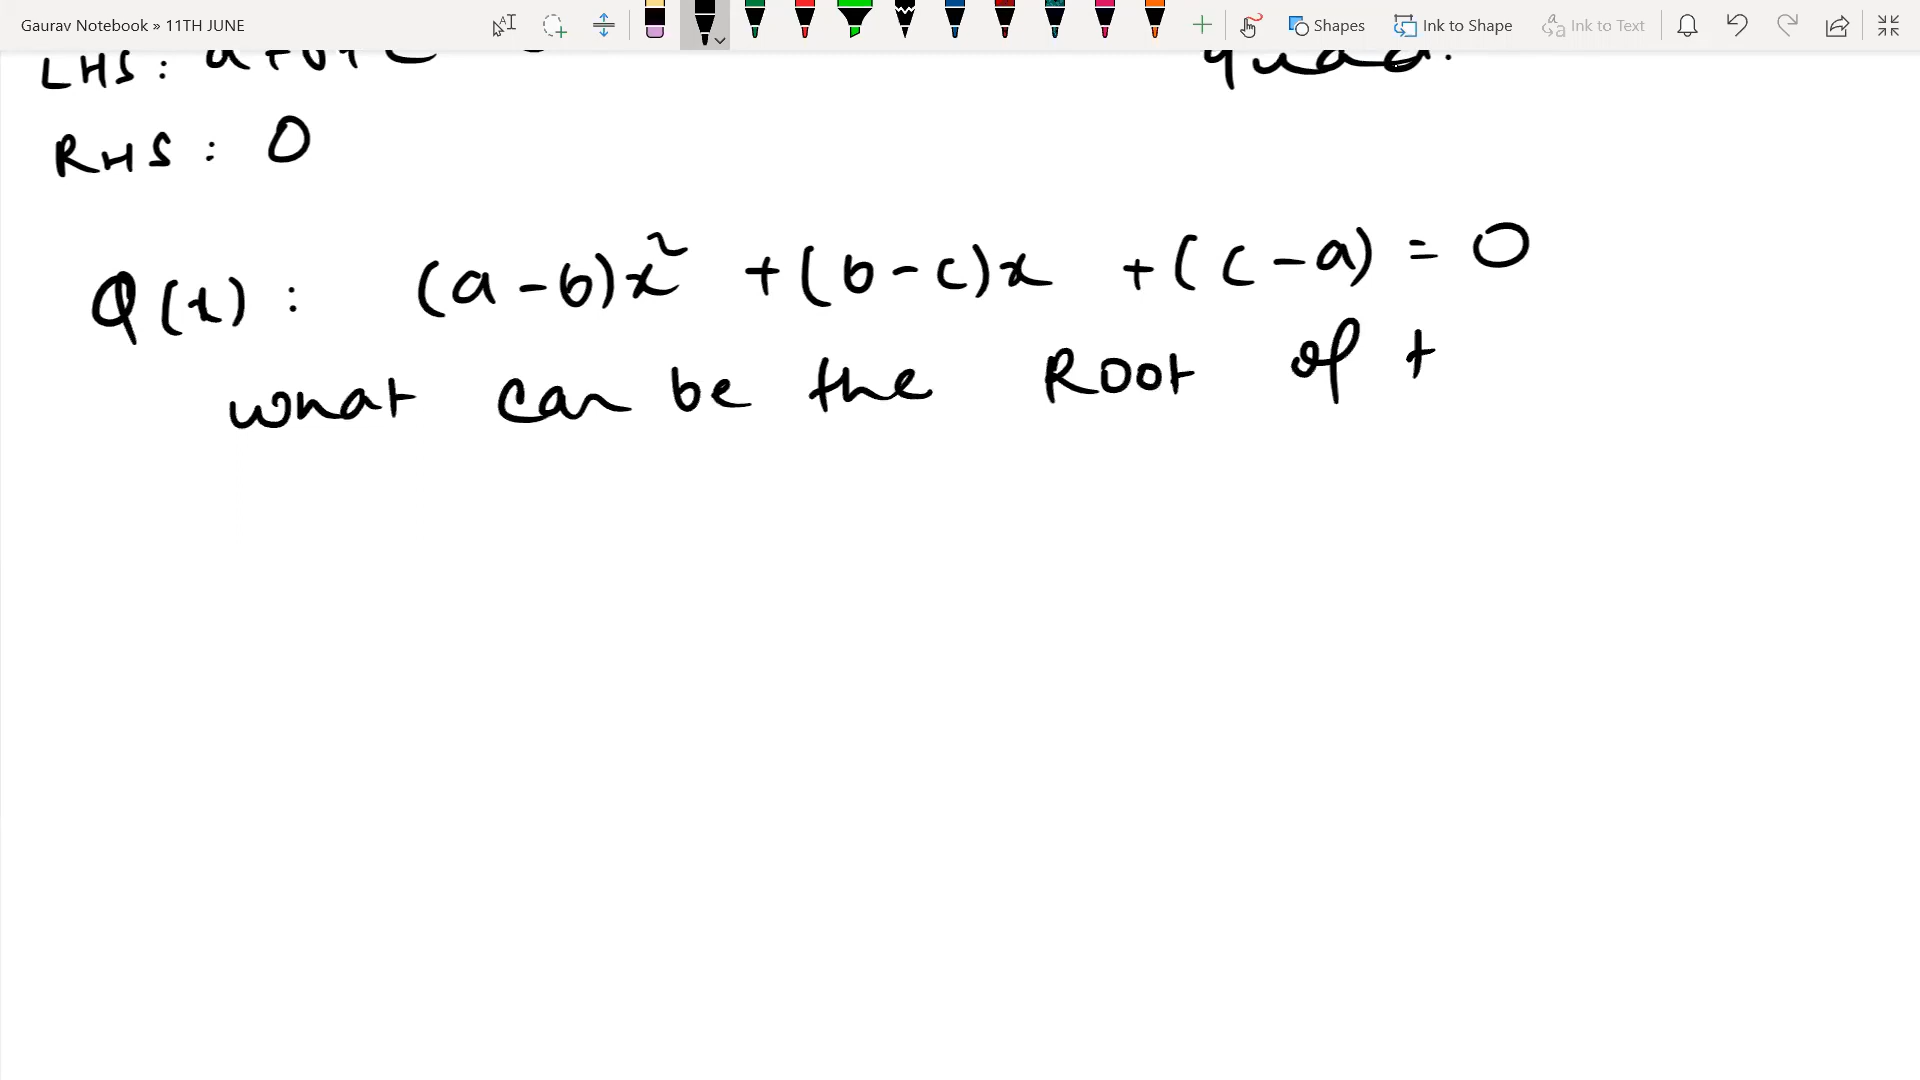 Gaurav Notebook » 11TH JUNE Shapes Ink to Shape Ink to Text
LHS: a+b+c quad.
RHS: 0
Q(x): (a-b)x² +(b-c)x +(c-a) = 0
what can be the Root of t